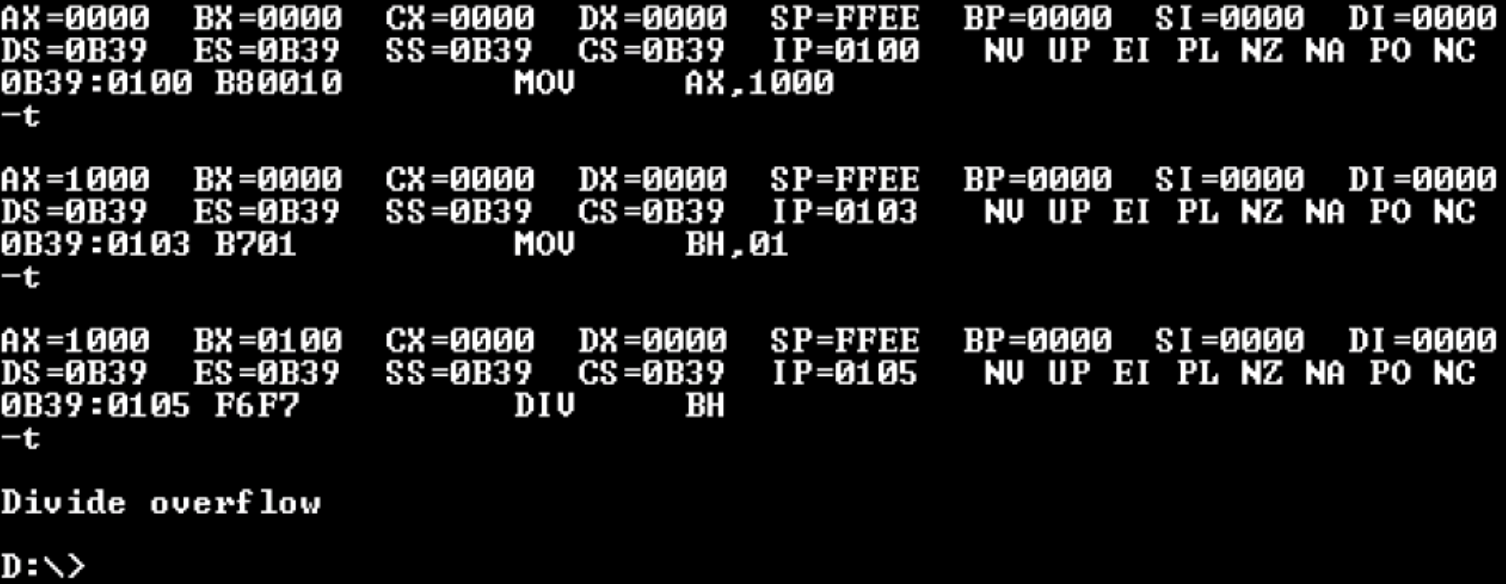 AX=0000  BX=0000  CX=0000  DX=0000  SP=FFEE  BP=0000  SI=0000  DI=0000
DS=0B39  ES=0B39  SS=0B39  CS=0B39  IP=0100   NV UP EI PL NZ NA PO NC
0B39:0100 B80010        MOV     AX,1000
-t
AX=1000  BX=0000  CX=0000  DX=0000  SP=FFEE  BP=0000  SI=0000  DI=0000
DS=0B39  ES=0B39  SS=0B39  CS=0B39  IP=0103   NV UP EI PL NZ NA PO NC
0B39:0103 B701          MOV     BH,01
-t
AX=1000  BX=0100  CX=0000  DX=0000  SP=FFEE  BP=0000  SI=0000  DI=0000
DS=0B39  ES=0B39  SS=0B39  CS=0B39  IP=0105   NV UP EI PL NZ NA PO NC
0B39:0105 F6F7          DIV     BH
-t
Divide overflow
D:\>